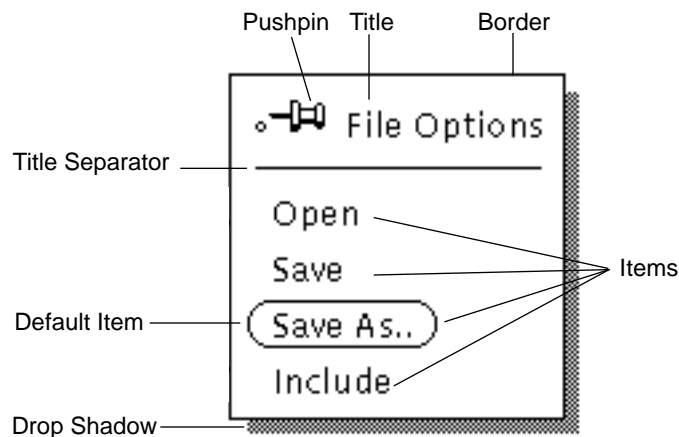 Pushpin Title Border
File Options
Title Separator
Open
Save
Items
Default Item
Save As..
Include
Drop Shadow